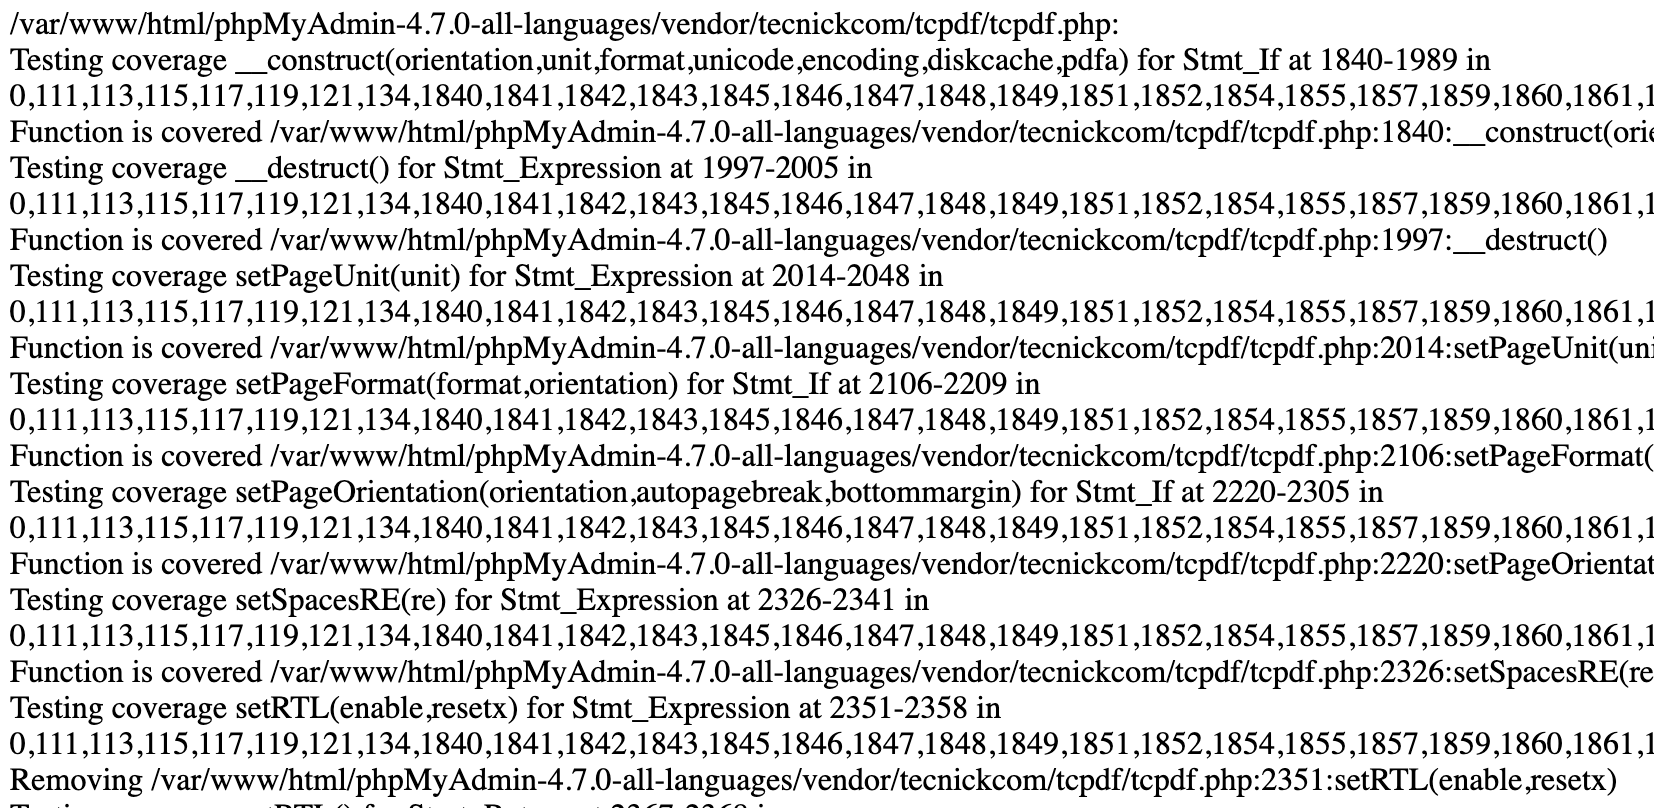 /var/www/html/phpMyAdmin-4.7.0-all-languages/vendor/tecnickcom/tcpdf/tcpdf.php:
Testing coverage __construct(orientation,unit,format,unicode,encoding,diskcache,pdfa) for Stmt_If at 1840-1989 in
0,111,113,115,117,119,121,134,1840,1841,1842,1843,1845,1846,1847,1848,1849,1851,1852,1854,1855,1857,1859,1860,1861,1
Function is covered /var/www/html/phpMyAdmin-4.7.0-all-languages/vendor/tecnickcom/tcpdf/tcpdf.php:1840:__construct(orie
Testing coverage __destruct() for Stmt_Expression at 1997-2005 in
0,111,113,115,117,119,121,134,1840,1841,1842,1843,1845,1846,1847,1848,1849,1851,1852,1854,1855,1857,1859,1860,1861,1
Function is covered /var/www/html/phpMyAdmin-4.7.0-all-languages/vendor/tecnickcom/tcpdf/tcpdf.php:1997:__destruct()
Testing coverage setPageUnit(unit) for Stmt_Expression at 2014-2048 in
0,111,113,115,117,119,121,134,1840,1841,1842,1843,1845,1846,1847,1848,1849,1851,1852,1854,1855,1857,1859,1860,1861,1
Function is covered /var/www/html/phpMyAdmin-4.7.0-all-languages/vendor/tecnickcom/tcpdf/tcpdf.php:2014:setPageUnit(uni
Testing coverage setPageFormat(format,orientation) for Stmt_If at 2106-2209 in
0,111,113,115,117,119,121,134,1840,1841,1842,1843,1845,1846,1847,1848,1849,1851,1852,1854,1855,1857,1859,1860,1861,1
Function is covered /var/www/html/phpMyAdmin-4.7.0-all-languages/vendor/tecnickcom/tcpdf/tcpdf.php:2106:setPageFormat(
Testing coverage setPageOrientation(orientation,autopagebreak,bottommargin) for Stmt_If at 2220-2305 in
0,111,113,115,117,119,121,134,1840,1841,1842,1843,1845,1846,1847,1848,1849,1851,1852,1854,1855,1857,1859,1860,1861,1
Function is covered /var/www/html/phpMyAdmin-4.7.0-all-languages/vendor/tecnickcom/tcpdf/tcpdf.php:2220:setPageOrientat
Testing coverage setSpacesRE(re) for Stmt_Expression at 2326-2341 in
0,111,113,115,117,119,121,134,1840,1841,1842,1843,1845,1846,1847,1848,1849,1851,1852,1854,1855,1857,1859,1860,1861,1
Function is covered /var/www/html/phpMyAdmin-4.7.0-all-languages/vendor/tecnickcom/tcpdf/tcpdf.php:2326:setSpacesRE(re
Testing coverage setRTL(enable,resetx) for Stmt_Expression at 2351-2358 in
0,111,113,115,117,119,121,134,1840,1841,1842,1843,1845,1846,1847,1848,1849,1851,1852,1854,1855,1857,1859,1860,1861,1
Removing /var/www/html/phpMyAdmin-4.7.0-all-languages/vendor/tecnickcom/tcpdf/tcpdf.php:2351:setRTL(enable,resetx)